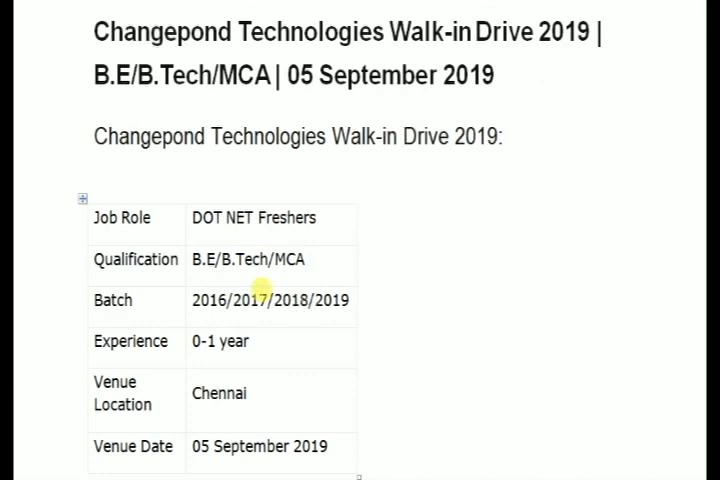 Changepond Technologies Walk-in Drive 2019 |
B.E/B.Tech/MCA | 05 September 2019
Changepond Technologies Walk-in Drive 2019:
Job Role DOT NET Freshers
Qualification B.E/B.Tech/MCA
Batch 2016/2017/2018/2019
Experience 0-1 year
Venue
Location Chennai
Venue Date 05 September 2019